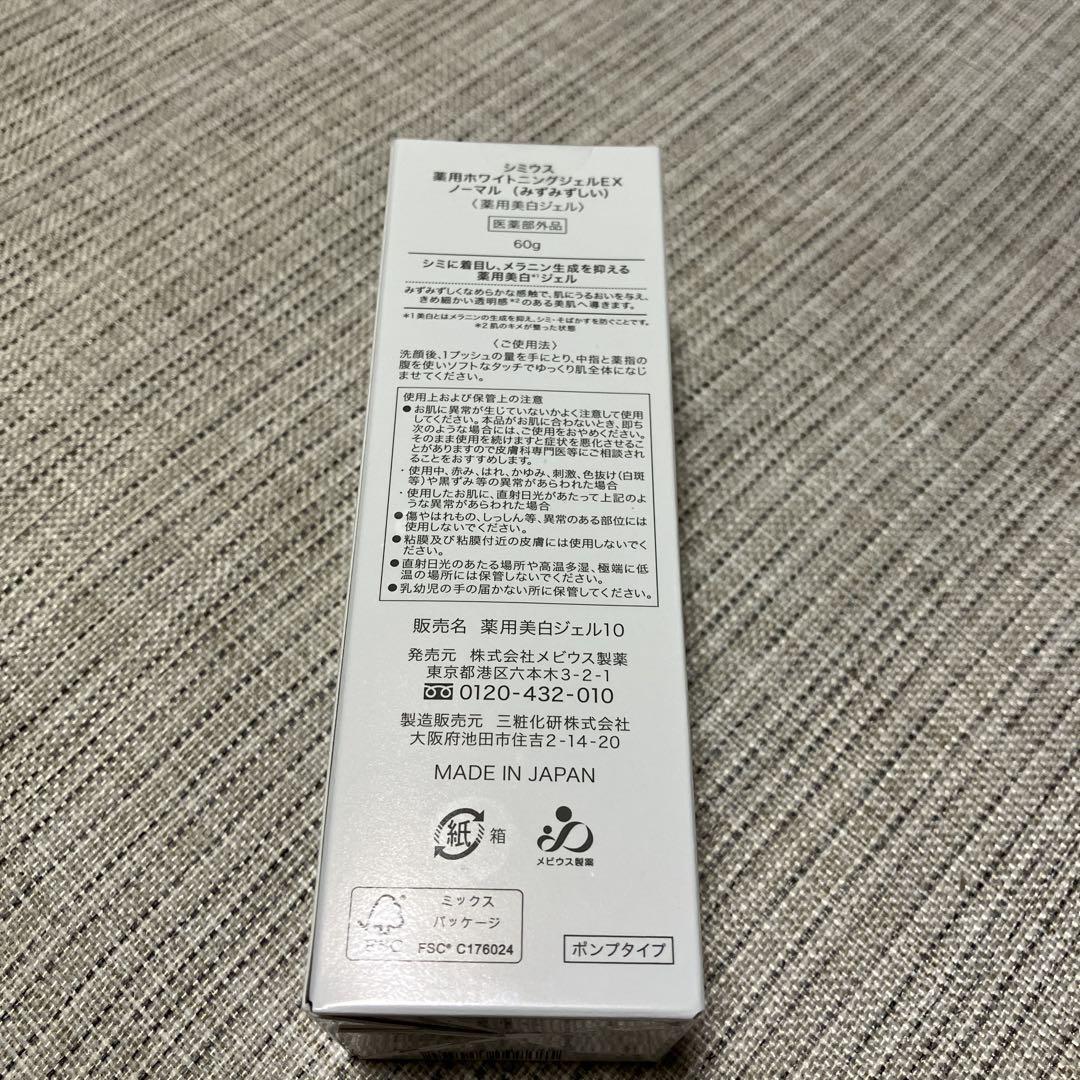 シミウス
薬用ホワイトニングジェルEX
ノーマル (みずみずしい)
〈薬用美白ジェル〉
医薬部外品
60g
シミに着目し、メラニン生成を抑える
薬用美白*1ジェル
みずみずしくなめらかな感触で、肌にうるおいを与え、
きめ細かい透明感*2のある美肌へ導きます。
*1美白とはメラニンの生成を抑え、シミ・そばかすを防ぐことです。
*2肌のキメが整った状態
〈ご使用法〉
洗顔後、1プッシュの量を手にとり、中指と薬指の
腹を使いソフトなタッチでゆっくり肌全体になじ
ませてください。
使用上および保管上の注意
●お肌に異常が生じていないかよく注意して使用
してください。本品がお肌に合わないとき、即ち
次のような場合には、ご使用をおやめください。
そのまま使用を続けますと症状を悪化させるこ
とがありますので皮膚科専門医等にご相談され
ることをおすすめします。
・使用中、赤み、はれ、かゆみ、刺激、色抜け(白斑
等)や黒ずみ等の異常があらわれた場合
・使用したお肌に、直射日光があたって上記のよ
うな異常があらわれた場合
●傷やはれもの、しっしん等、異常のある部位には
使用しないでください。
●粘膜及び粘膜付近の皮膚には使用しないでく
ださい。
●直射日光のあたる場所や高温多湿、極端に低
温の場所には保管しないでください。
●乳幼児の手の届かない所に保管してください。
販売名 薬用美白ジェル10
発売元 株式会社メビウス製薬
東京都港区六本木3-2-1
0120-432-010
製造販売元 三粧化研株式会社
大阪府池田市住吉2-14-20
MADE IN JAPAN
紙 箱
メビウス製薬
ミックス
パッケージ
FSC
FSC® C176024
ポンプタイプ